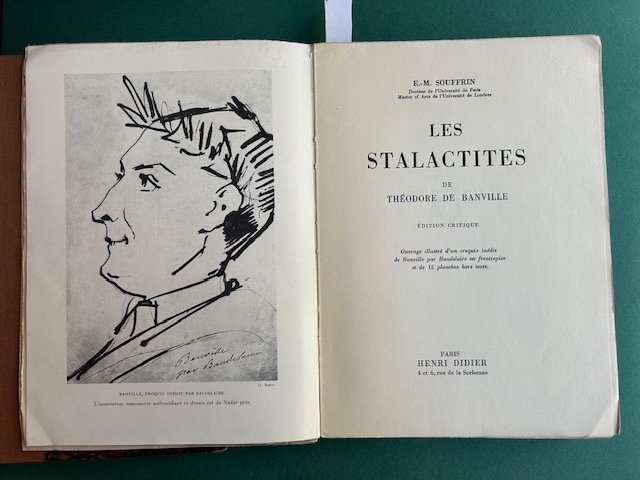 Banville
par Baudelaire
G. Nadar
BANVILLE, CROQUIS INÉDIT PAR BAUDELAIRE.
L'annotation manuscrite authentifiant ce dessin est de Nadar père.
E.-M. SOUFFRIN
Docteur de l'Université de Paris
Master of Arts de l'Université de Londres
LES
STALACTITES
DE
THÉODORE DE BANVILLE
ÉDITION CRITIQUE
Ouvrage illustré d'un croquis inédit
de Banville par Baudelaire en frontispice
et de 12 planches hors texte.
PARIS
HENRI DIDIER
4 et 6, rue de la Sorbonne